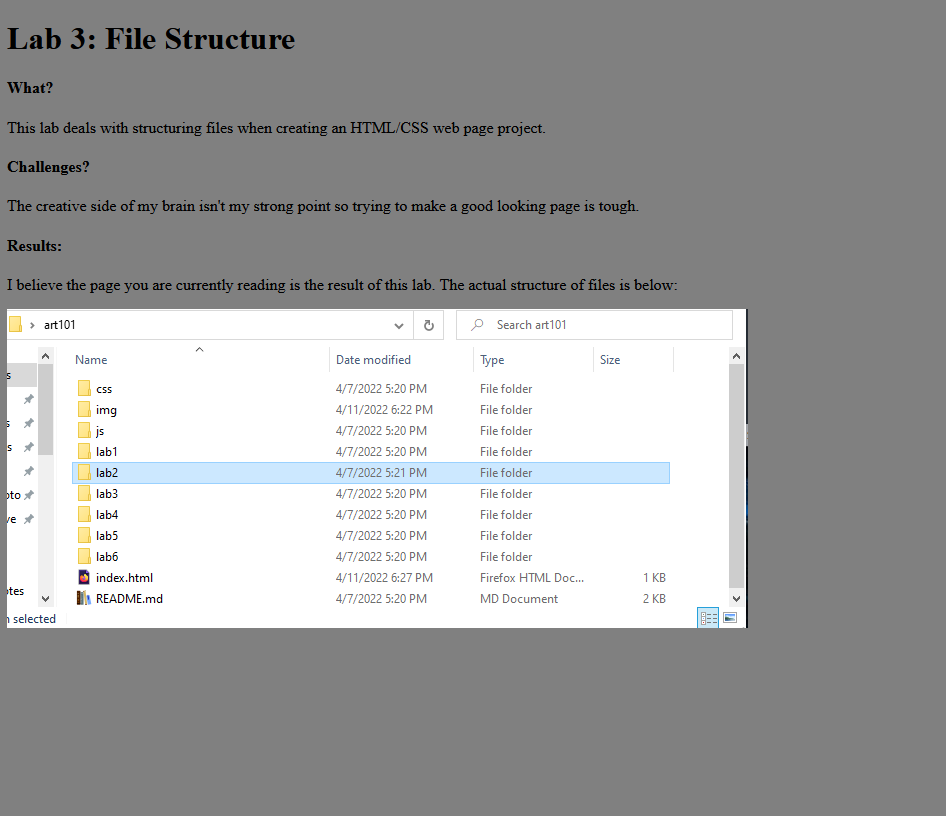 Lab 3: File Structure
What?
This lab deals with structuring files when creating an HTML/CSS web page project.
Challenges?
The creative side of my brain isn't my strong point so trying to make a good looking page is tough.
Results:
I believe the page you are currently reading is the result of this lab. The actual structure of files is below:
art101 Search art101
Name Date modified Type Size
css 4/7/2022 5:20 PM File folder
img 4/11/2022 6:22 PM File folder
js 4/7/2022 5:20 PM File folder
lab1 4/7/2022 5:20 PM File folder
lab2 4/7/2022 5:21 PM File folder
lab3 4/7/2022 5:20 PM File folder
lab4 4/7/2022 5:20 PM File folder
lab5 4/7/2022 5:20 PM File folder
lab6 4/7/2022 5:20 PM File folder
index.html 4/11/2022 6:27 PM Firefox HTML Doc... 1 KB
README.md 4/7/2022 5:20 PM MD Document 2 KB
selected